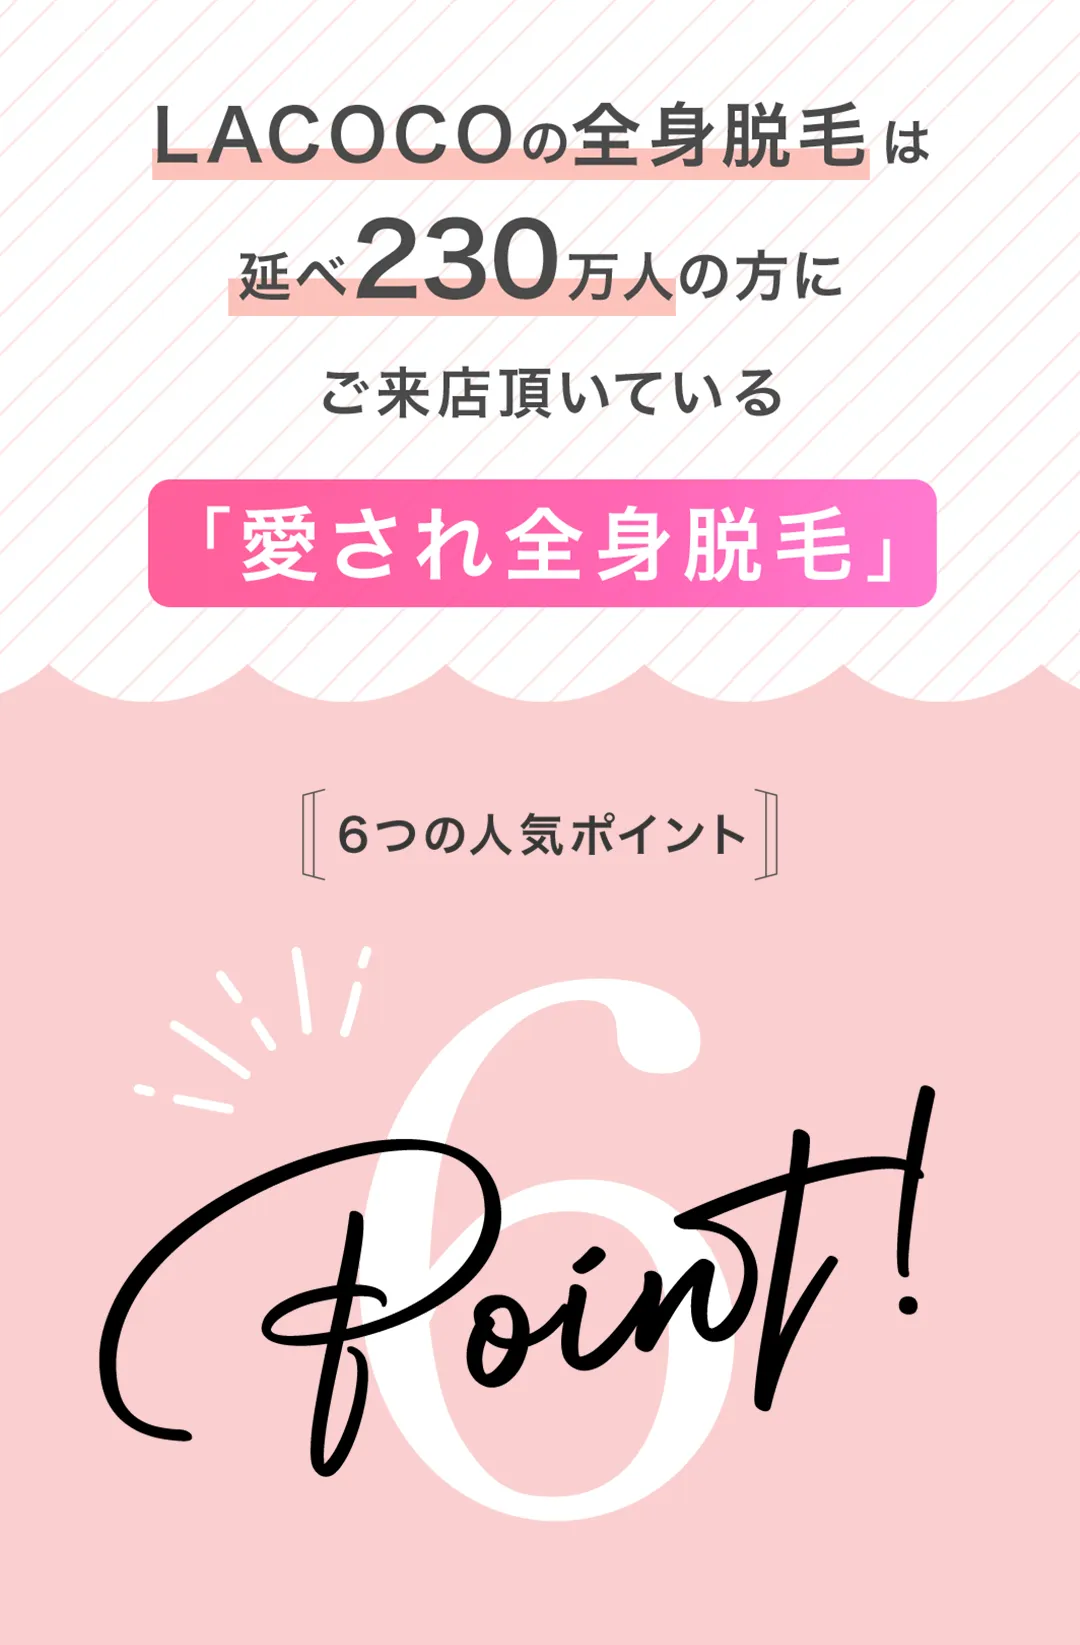 LACOCOの全身脱毛は
延べ230万人の方に
ご来店頂いている
「愛され全身脱毛」
6つの人気ポイント
6
Point!